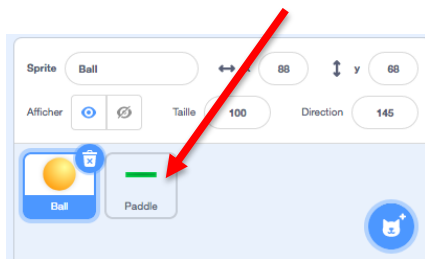 Sprite Ball x 88 y 68
Afficher Taille 100 Direction 145
Ball Paddle